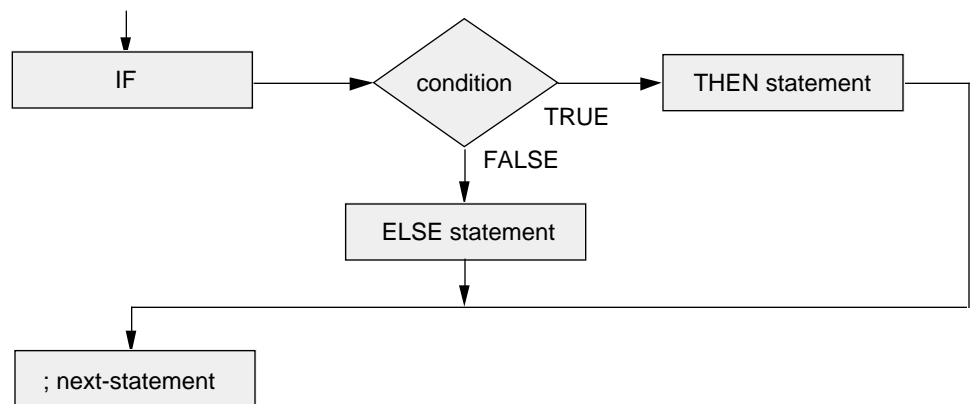 IF
condition
THEN statement
TRUE
FALSE
ELSE statement
; next-statement